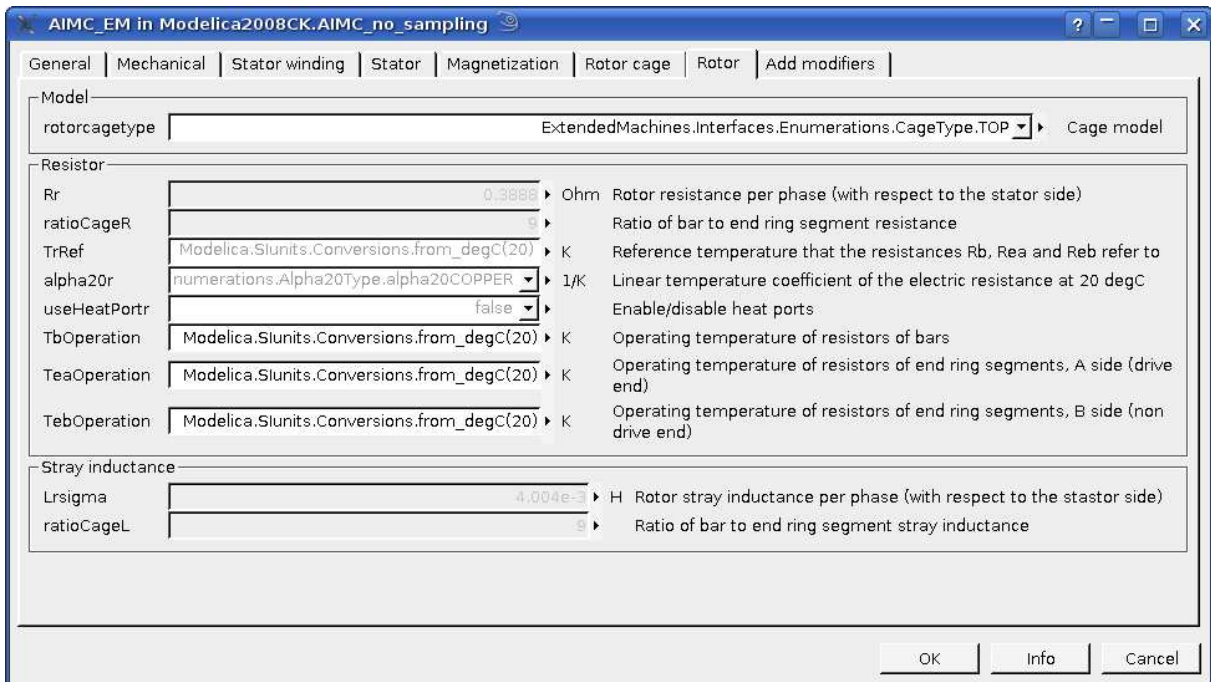 AIMC_EM in Modelica2008CK.AIMC_no_sampling
?
General Mechanical Stator winding Stator Magnetization Rotor cage Rotor Add modifiers
Model
rotorcagetype ExtendedMachines.Interfaces.Enumerations.CageType.TOP Cage model
Resistor
Rr 0.3888 Ohm Rotor resistance per phase (with respect to the stator side)
ratioCageR 9 Ratio of bar to end ring segment resistance
TrRef Modelica.SIunits.Conversions.from_degC(20) K Reference temperature that the resistances Rb, Rea and Reb refer to
alpha20r numerations.Alpha20Type.alpha20COPPER 1/K Linear temperature coefficient of the electric resistance at 20 degC
useHeatPortr false Enable/disable heat ports
TbOperation Modelica.SIunits.Conversions.from_degC(20) K Operating temperature of resistors of bars
TeaOperation Modelica.SIunits.Conversions.from_degC(20) K Operating temperature of resistors of end ring segments, A side (drive
end)
TebOperation Modelica.SIunits.Conversions.from_degC(20) K Operating temperature of resistors of end ring segments, B side (non
drive end)
Stray inductance
Lrsigma 4.004e-3 H Rotor stray inductance per phase (with respect to the stastor side)
ratioCageL 9 Ratio of bar to end ring segment stray inductance
OK Info Cancel